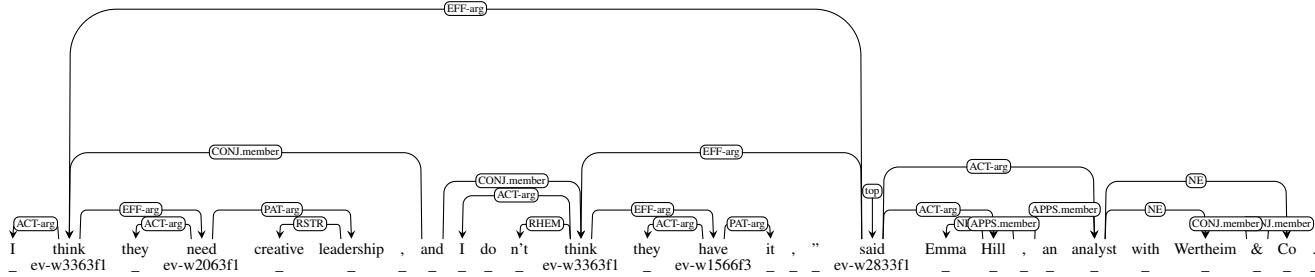 EFF-arg
CONJ.member EFF-arg
ACT-arg
CONJ.member NE
top
ACT-arg ACT-arg
EFF-arg PAT-arg EFF-arg APPS.member NE
ACT-arg ACT-arg RSTR RHEM ACT-arg PAT-arg APPS.member CONJ.member
I think they need creative leadership , and I do n't think they have it , ” said Emma Hill , an analyst with Wertheim & Co .
_ ev-w3363f1 _ ev-w2063f1 _ _ _ _ _ _ _ ev-w3363f1 _ ev-w1566f3 _ _ _ ev-w2833f1 _ _ _ _ _ _ _ _ _ _